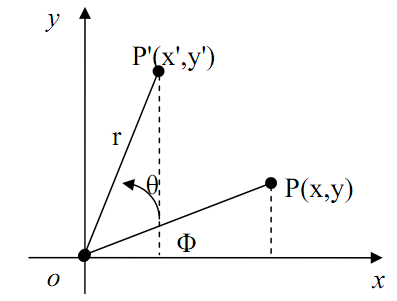 y
P'(x',y')
r
θ
P(x,y)
Φ
o
x